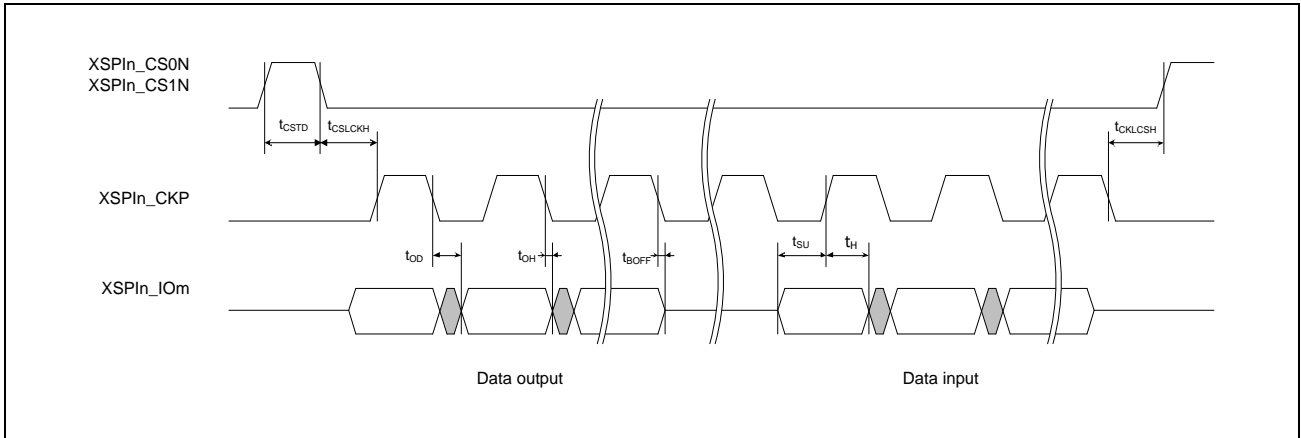 XSPIn_CS0N
XSPIn_CS1N
tCSTD
tCSLCKH
tCKLCSH
XSPIn_CKP
tOD
tOH
tBOFF
tSU
tH
XSPIn_IOm
Data output
Data input